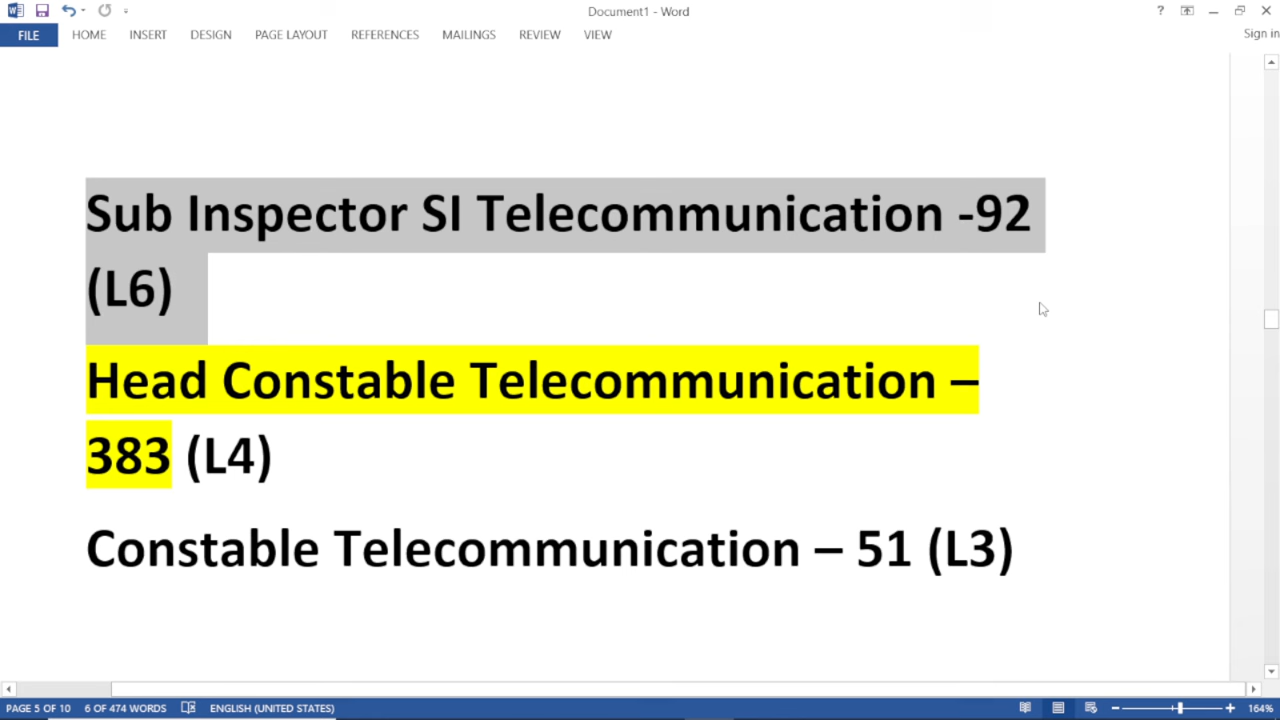 Document1 - Word
?
FILE HOME INSERT DESIGN PAGE LAYOUT REFERENCES MAILINGS REVIEW VIEW
Sign in
Sub Inspector SI Telecommunication -92
(L6)
Head Constable Telecommunication –
383 (L4)
Constable Telecommunication – 51 (L3)
PAGE 5 OF 10 6 OF 474 WORDS ENGLISH (UNITED STATES) 164%